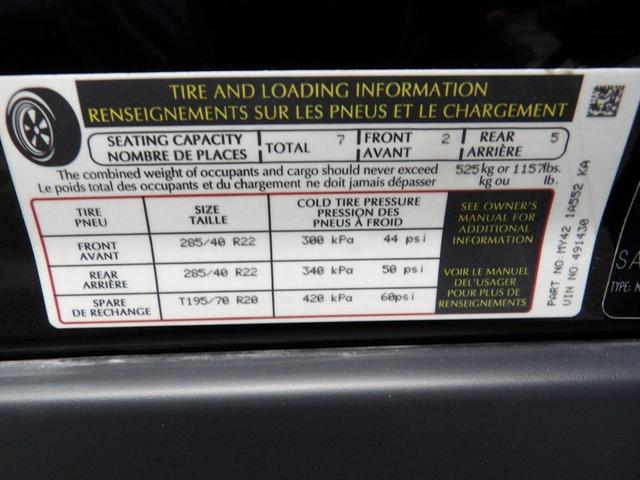 TIRE AND LOADING INFORMATION
RENSEIGNEMENTS SUR LES PNEUS ET LE CHARGEMENT
SEATING CAPACITY
NOMBRE DE PLACES
TOTAL 7
FRONT
AVANT 2
REAR
ARRIÈRE 5
The combined weight of occupants and cargo should never exceed 525 kg or 1157 lbs.
Le poids total des occupants et du chargement ne doit jamais dépasser kg ou lb.
TIRE
PNEU
SIZE
TAILLE
COLD TIRE PRESSURE
PRESSION DES
PNEUS À FROID
SEE OWNER'S
MANUAL FOR
ADDITIONAL
INFORMATION
FRONT
AVANT
285/40 R22 300 kPa 44 psi
REAR
ARRIÈRE
285/40 R22 340 kPa 50 psi
SPARE
DE RECHANGE
T195/70 R20 420 kPa 60psi
VOIR LE MANUEL
DE L'USAGER
POUR PLUS DE
RENSEIGNEMENTS
PART NO: MY42 1A552 KA
VIN NO: 491430
SA
TYPE: